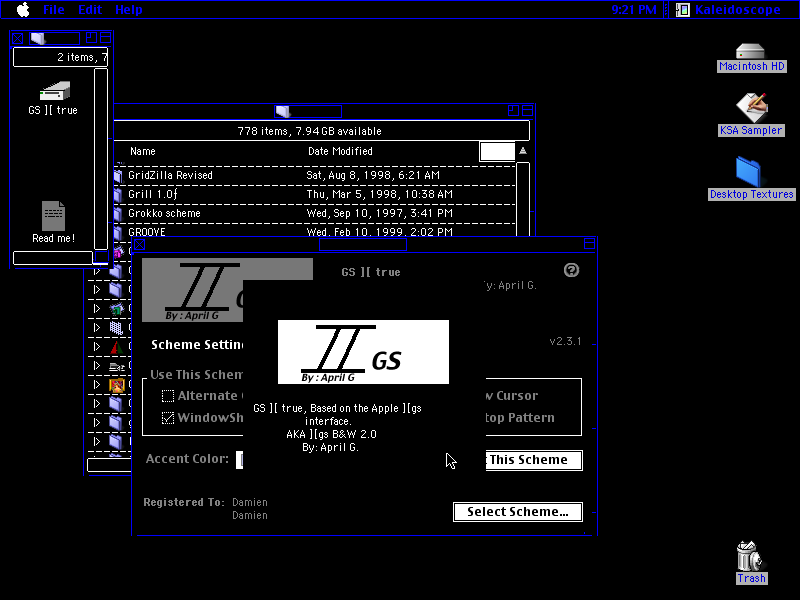 File Edit Help
9:21 PM Kaleidoscope
2 items, 7
GS ][ true
Read me!
778 items, 7.94 GB available
Name Date Modified
GridZilla Revised Sat, Aug 8, 1998, 6:21 AM
Grill 1.0f Thu, Mar 5, 1998, 10:38 AM
Grokko scheme Wed, Sep 10, 1997, 3:41 PM
GROOVE Wed, Feb 10, 1999, 2:02 PM
Macintosh HD
KSA Sampler
Desktop Textures
GS ][ true
By: April G.
By : April G
v2.3.1
Scheme Settin
Use This Schem
Alternate
w Cursor
WindowSh
top Pattern
GS
By : April G
GS ][ true, Based on the Apple ][gs
interface.
AKA ][gs B&W 2.0
By: April G.
Accent Color:
This Scheme
Registered To: Damien
Damien
Select Scheme...
Trash